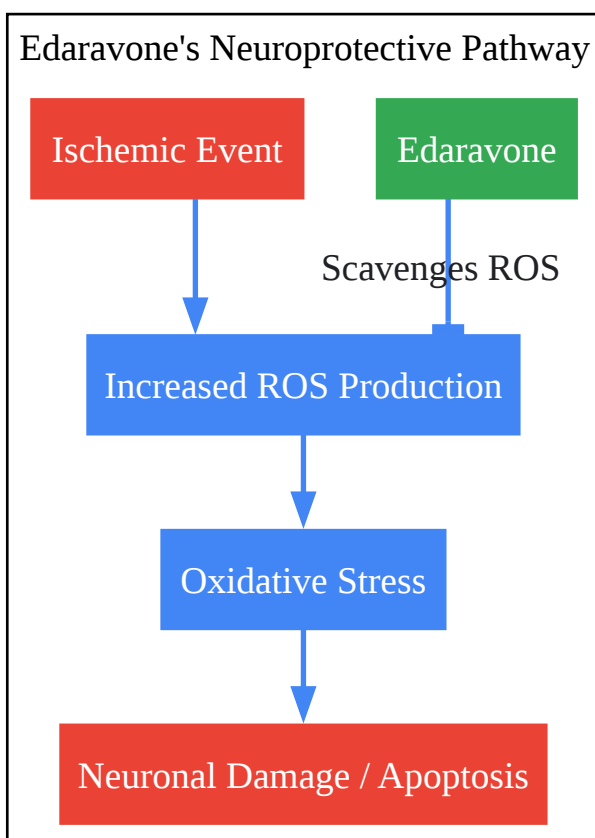 Edaravone's Neuroprotective Pathway
Ischemic Event
Edaravone
Scavenges ROS
Increased ROS Production
Oxidative Stress
Neuronal Damage / Apoptosis